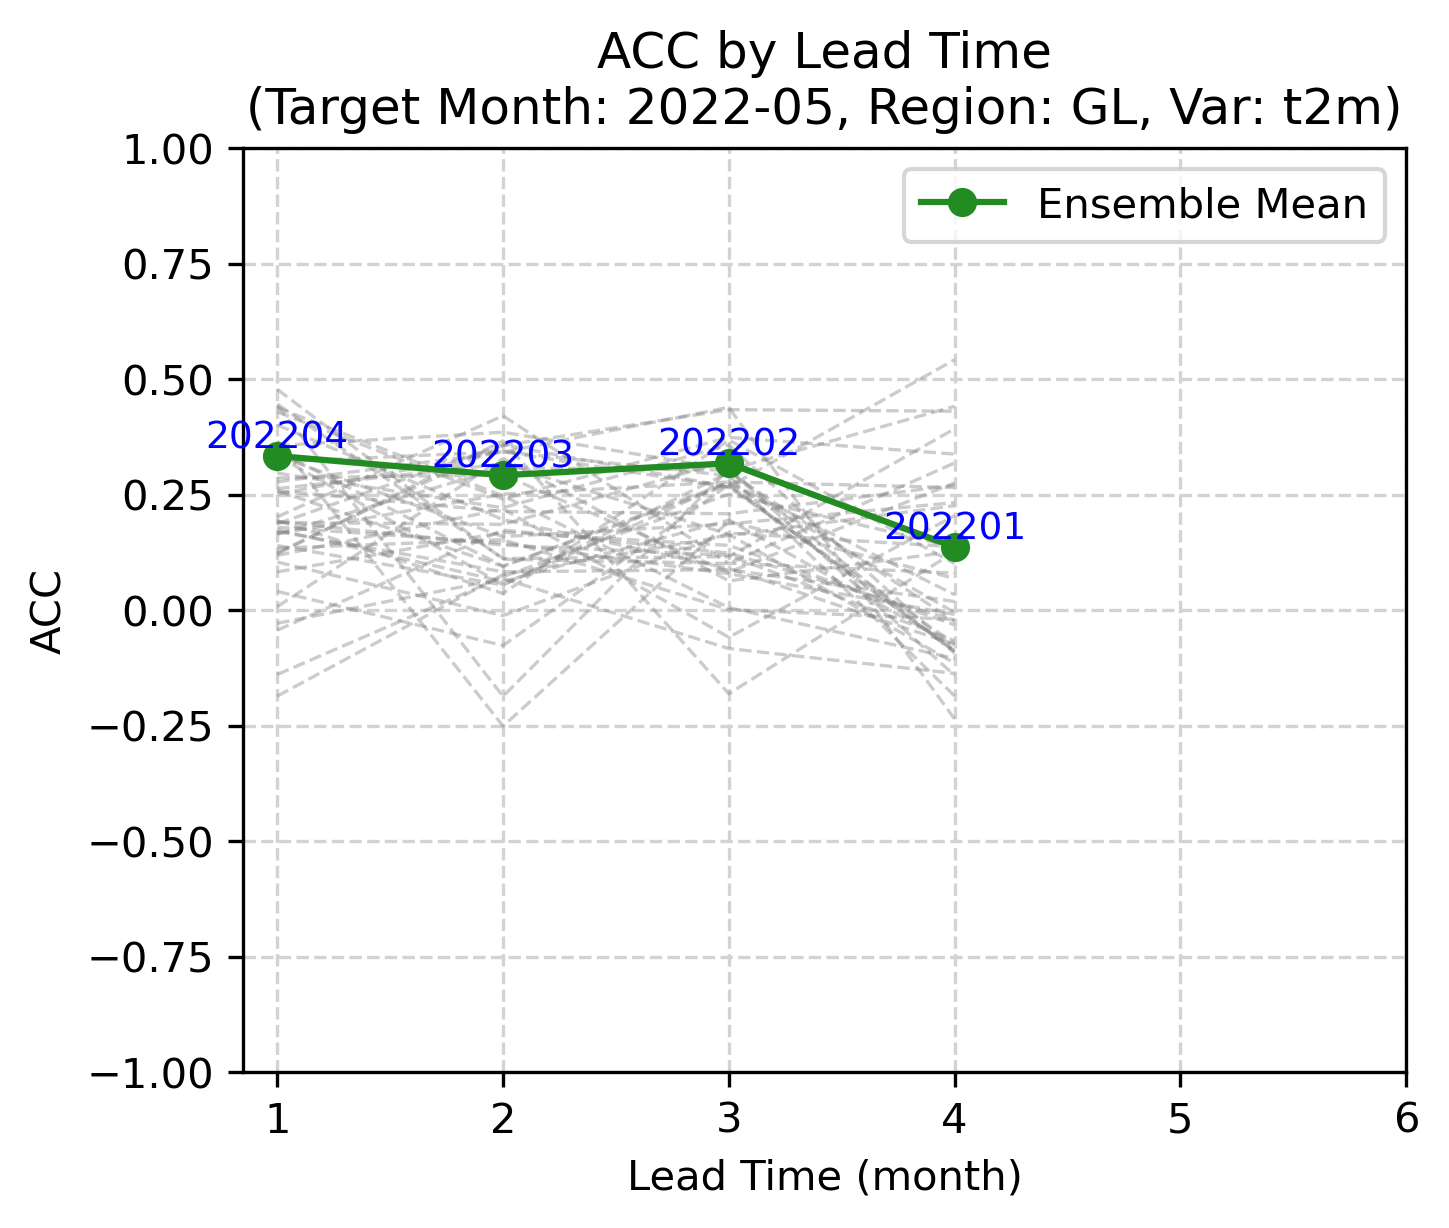 ACC by Lead Time
(Target Month: 2022-05, Region: GL, Var: t2m)
Ensemble Mean
1.00
0.75
0.50
0.25
0.00
−0.25
−0.50
−0.75
−1.00
ACC
202204
202203
202202
202201
1 2 3 4 5 6
Lead Time (month)